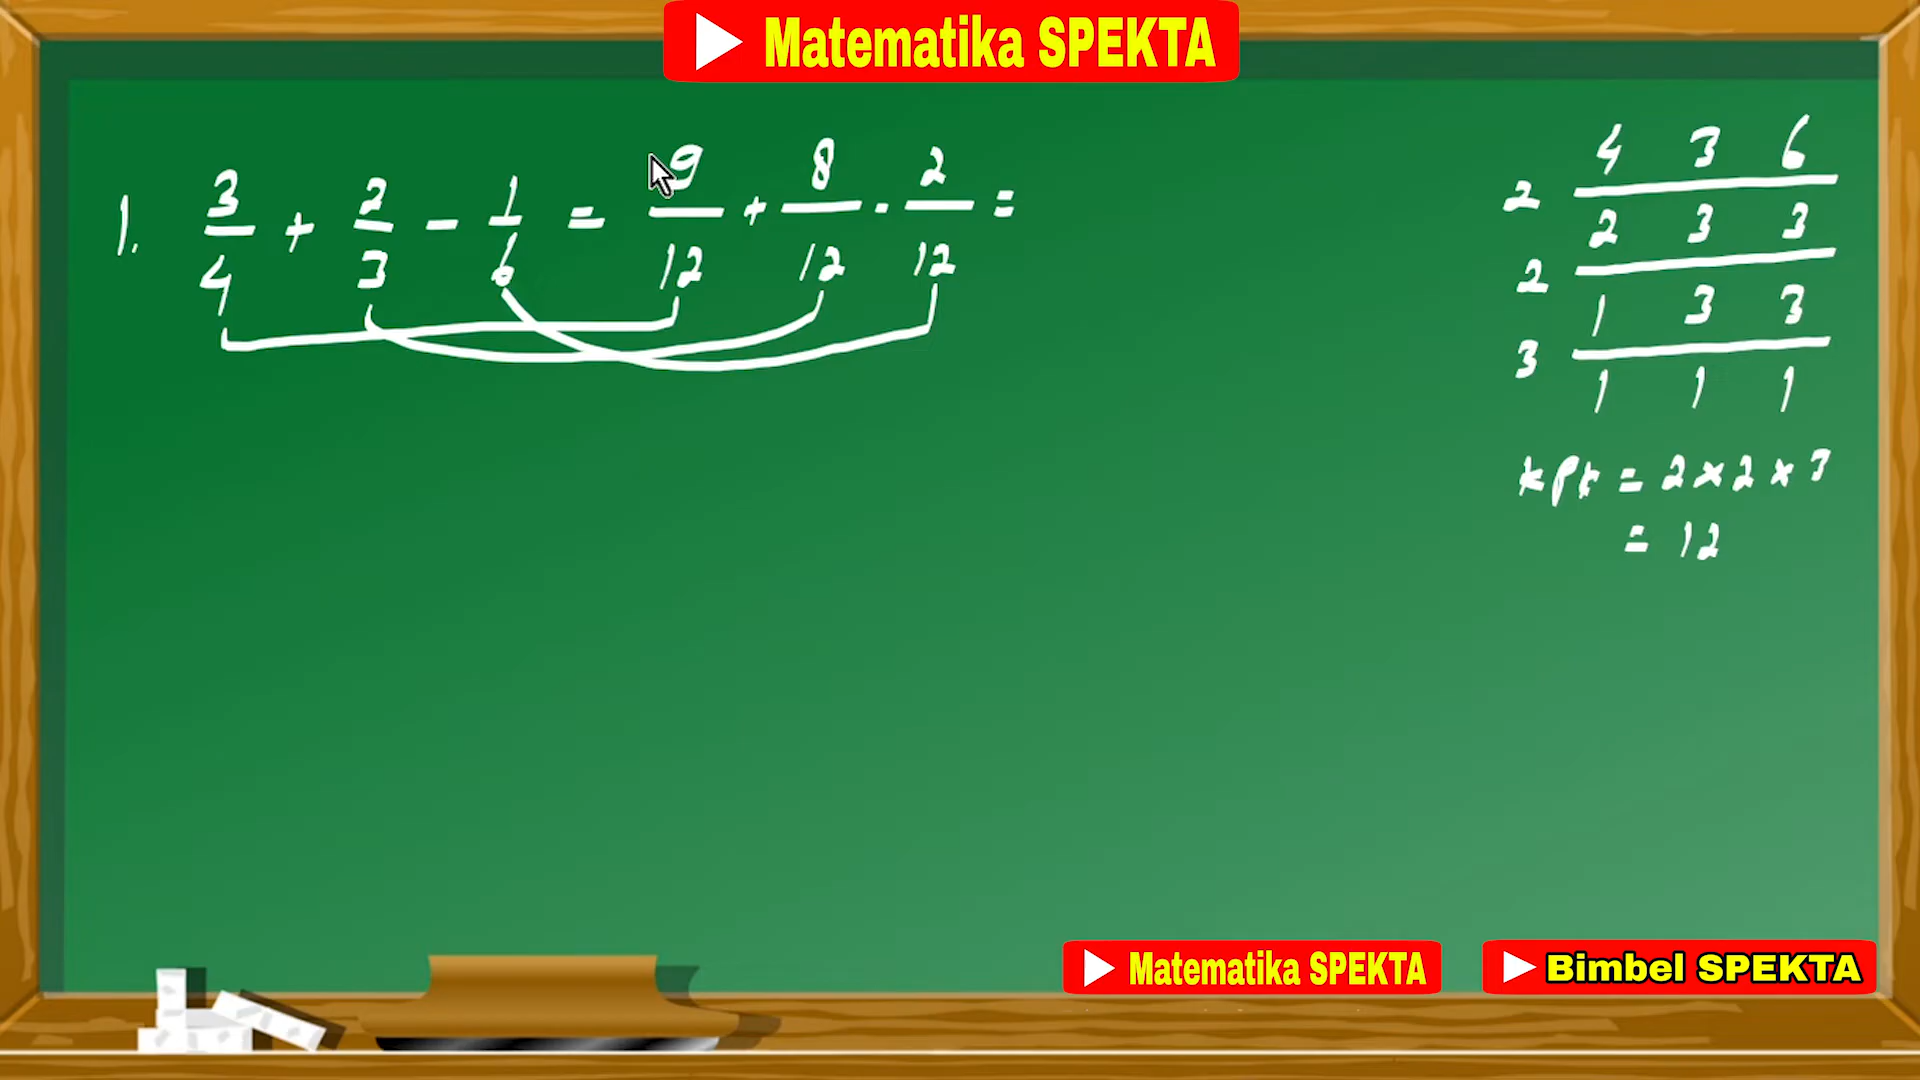 Matematika SPEKTA
1. 3/4 + 2/3 - 1/6 = 9/12 + 8/12 - 2/12 =
4 3 6
2
2 3 3
2
1 3 3
3
1 1 1
KPK = 2 × 2 × 3
= 12
Matematika SPEKTA
Bimbel SPEKTA